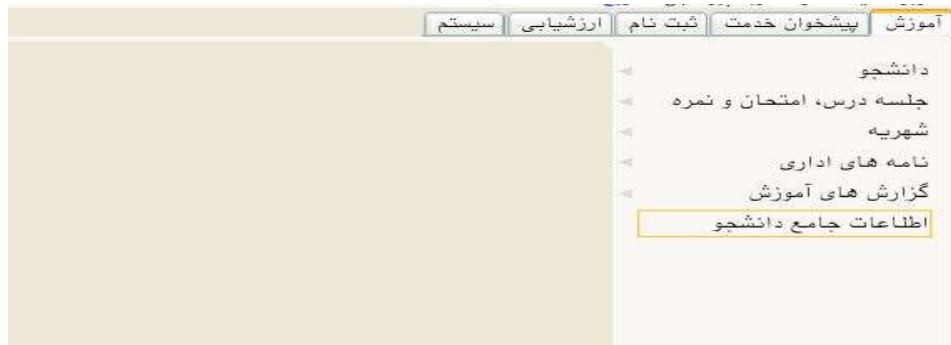 آموزش پیشخوان خدمت ثبت نام ارزشیابی سیستم
دانشجو
جلسه درس، امتحان و نمره
شهریه
نامه های اداری
گزارش های آموزش
اطلاعات جامع دانشجو